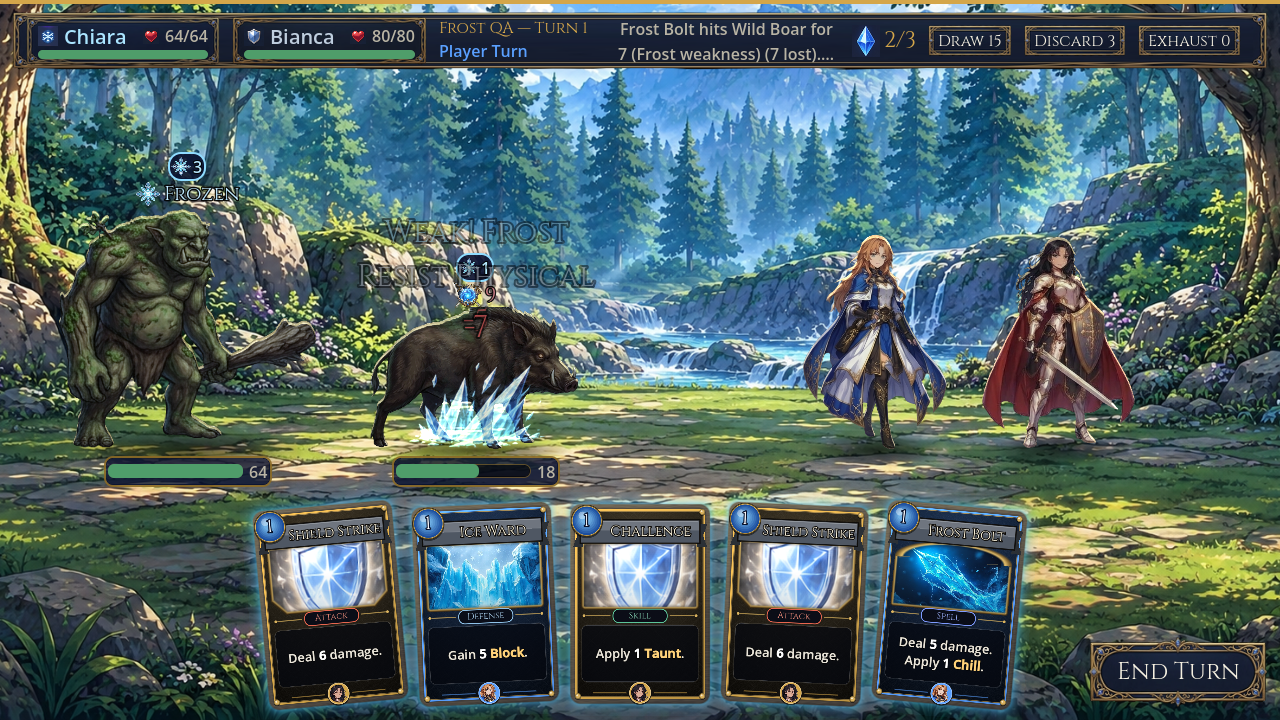 Chiara 64/64
Bianca 80/80
Frost QA — Turn 1
Player Turn
Frost Bolt hits Wild Boar for
7 (Frost weakness) (7 lost)....
2/3
Draw 15
Discard 3
Exhaust 0
3
Frozen
Weak! Frost
1
Resist Physical
9
-7
64
18
1
Shield Strike
Attack
Deal 6 damage.
1
Ice Ward
Defense
Gain 5 Block.
1
Challenge
Skill
Apply 1 Taunt.
1
Shield Strike
Attack
Deal 6 damage.
1
Frost Bolt
Spell
Deal 5 damage.
Apply 1 Chill.
End Turn